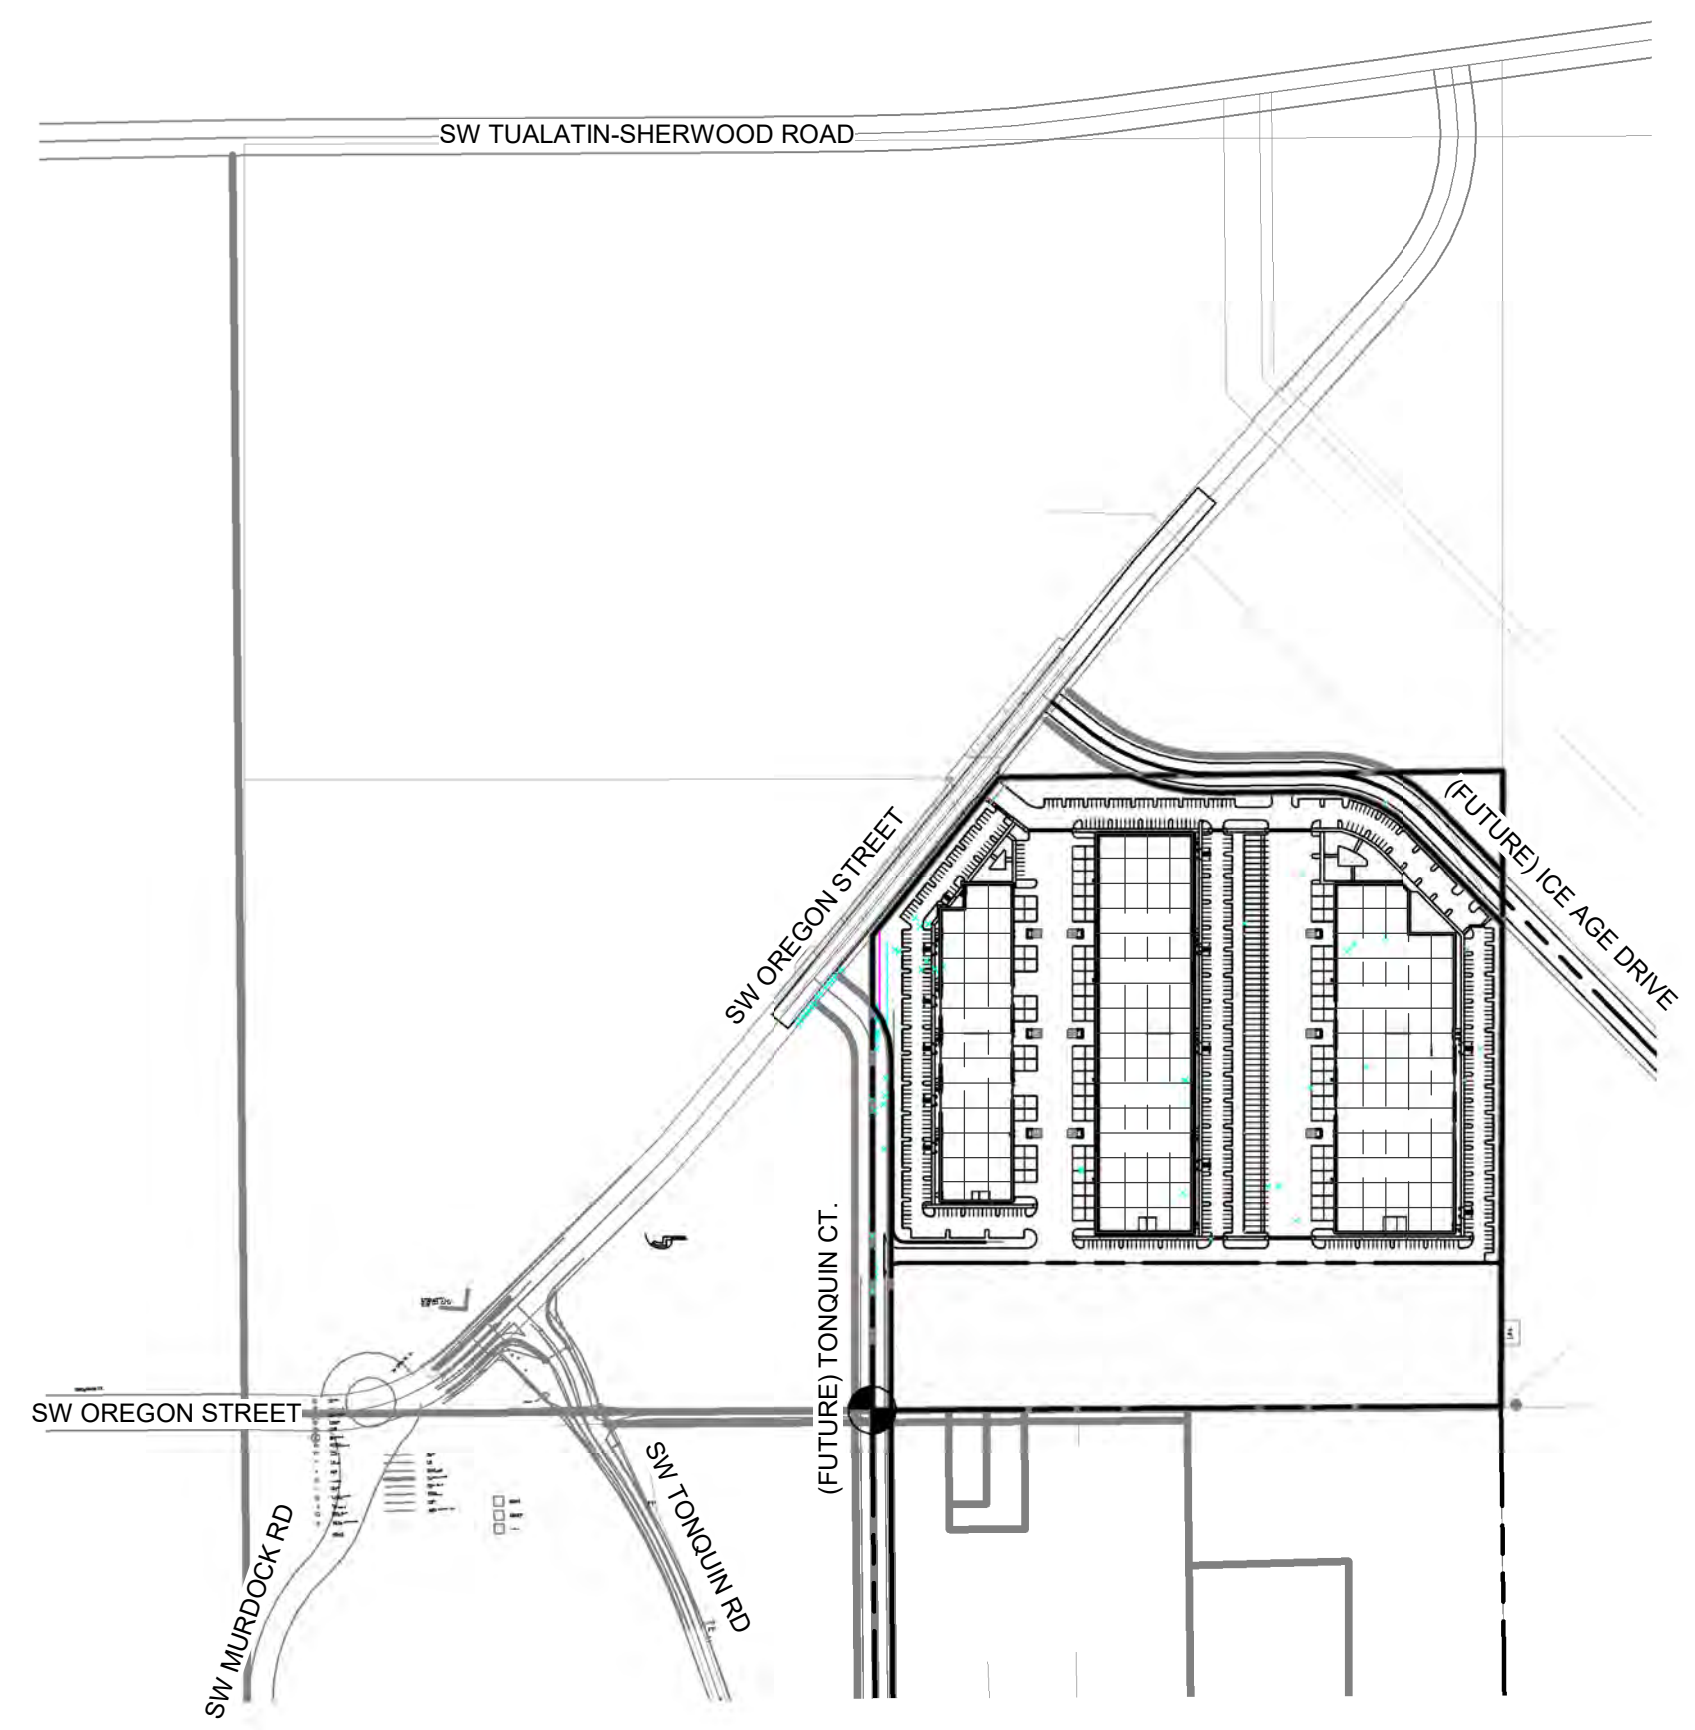 SW TUALATIN-SHERWOOD ROAD
(FUTURE) ICE AGE DRIVE
SW OREGON STREET
(FUTURE) TONQUIN CT.
SW OREGON STREET
SW TONQUIN RD
SW MURDOCK RD